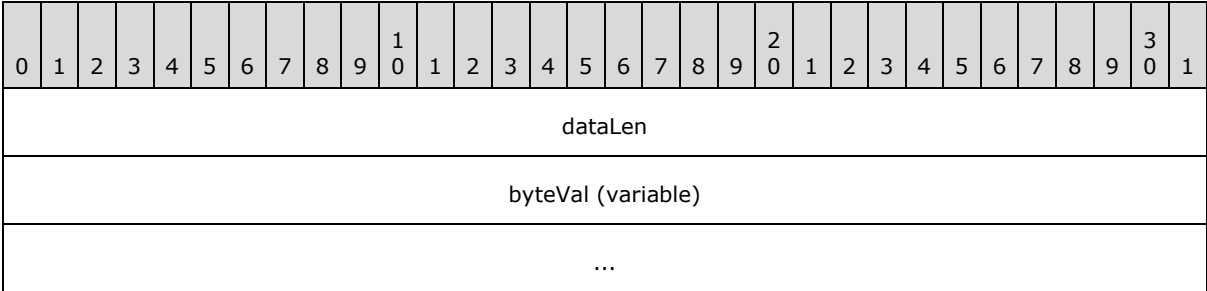 1 2 3
0 1 2 3 4 5 6 7 8 9 0 1 2 3 4 5 6 7 8 9 0 1 2 3 4 5 6 7 8 9 0 1
dataLen
byteVal (variable)
...